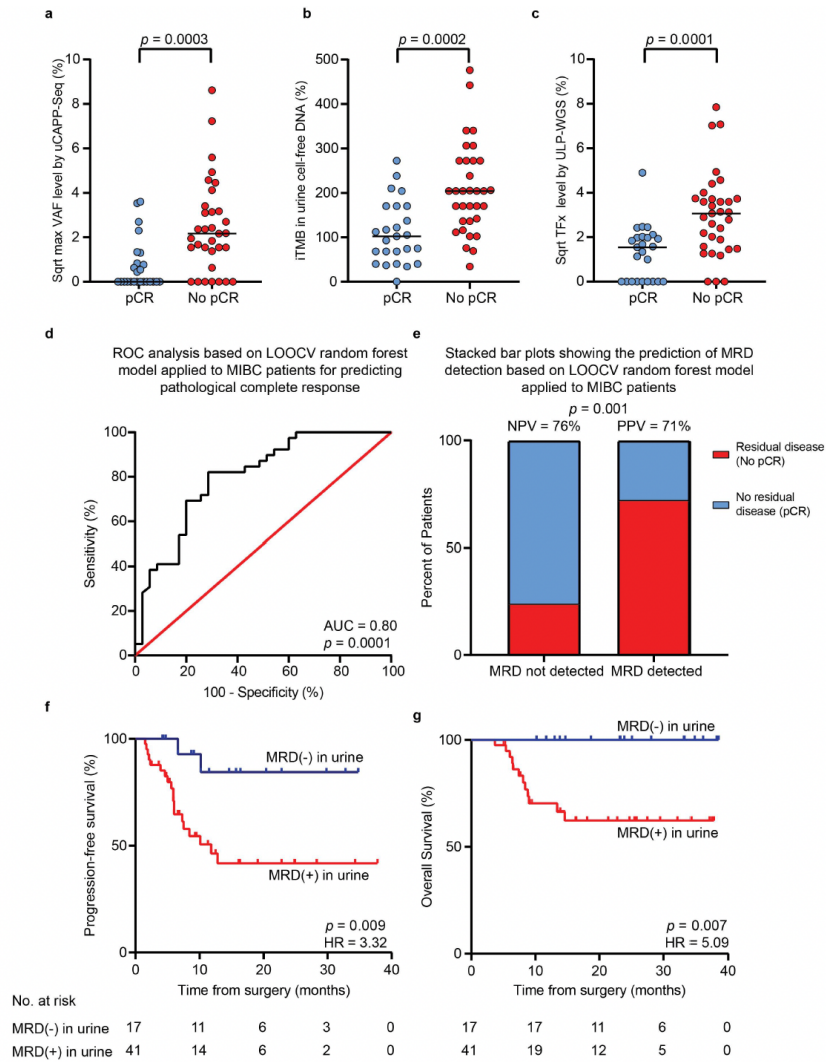 a
p = 0.0003
Sqrt max VAF level by uCAPP-Seq (%)
10
8
6
4
2
0
pCR
No pCR
b
p = 0.0002
iTMB in urine cell-free DNA (%)
500
400
300
200
100
0
pCR
No pCR
c
p = 0.0001
Sqrt TFx level by ULP-WGS (%)
10
8
6
4
2
0
pCR
No pCR
d
ROC analysis based on LOOCV random forest
model applied to MIBC patients for predicting
pathological complete response
Sensitivity (%)
100
80
60
40
20
0
AUC = 0.80
p = 0.0001
0 20 40 60 80 100
100 - Specificity (%)
e
Stacked bar plots showing the prediction of MRD
detection based on LOOCV random forest model
applied to MIBC patients
p = 0.001
NPV = 76%
PPV = 71%
Percent of Patients
100
50
0
MRD not detected
MRD detected
Residual disease
(No pCR)
No residual
disease (pCR)
f
Progression-free survival (%)
100
50
0
MRD(-) in urine
MRD(+) in urine
p = 0.009
HR = 3.32
0 10 20 30 40
Time from surgery (months)
g
Overall Survival (%)
100
50
0
MRD(-) in urine
MRD(+) in urine
p = 0.007
HR = 5.09
0 10 20 30 40
Time from surgery (months)
No. at risk
MRD(-) in urine 17 11 6 3 0 17 17 11 6 0
MRD(+) in urine 41 14 6 2 0 41 19 12 5 0